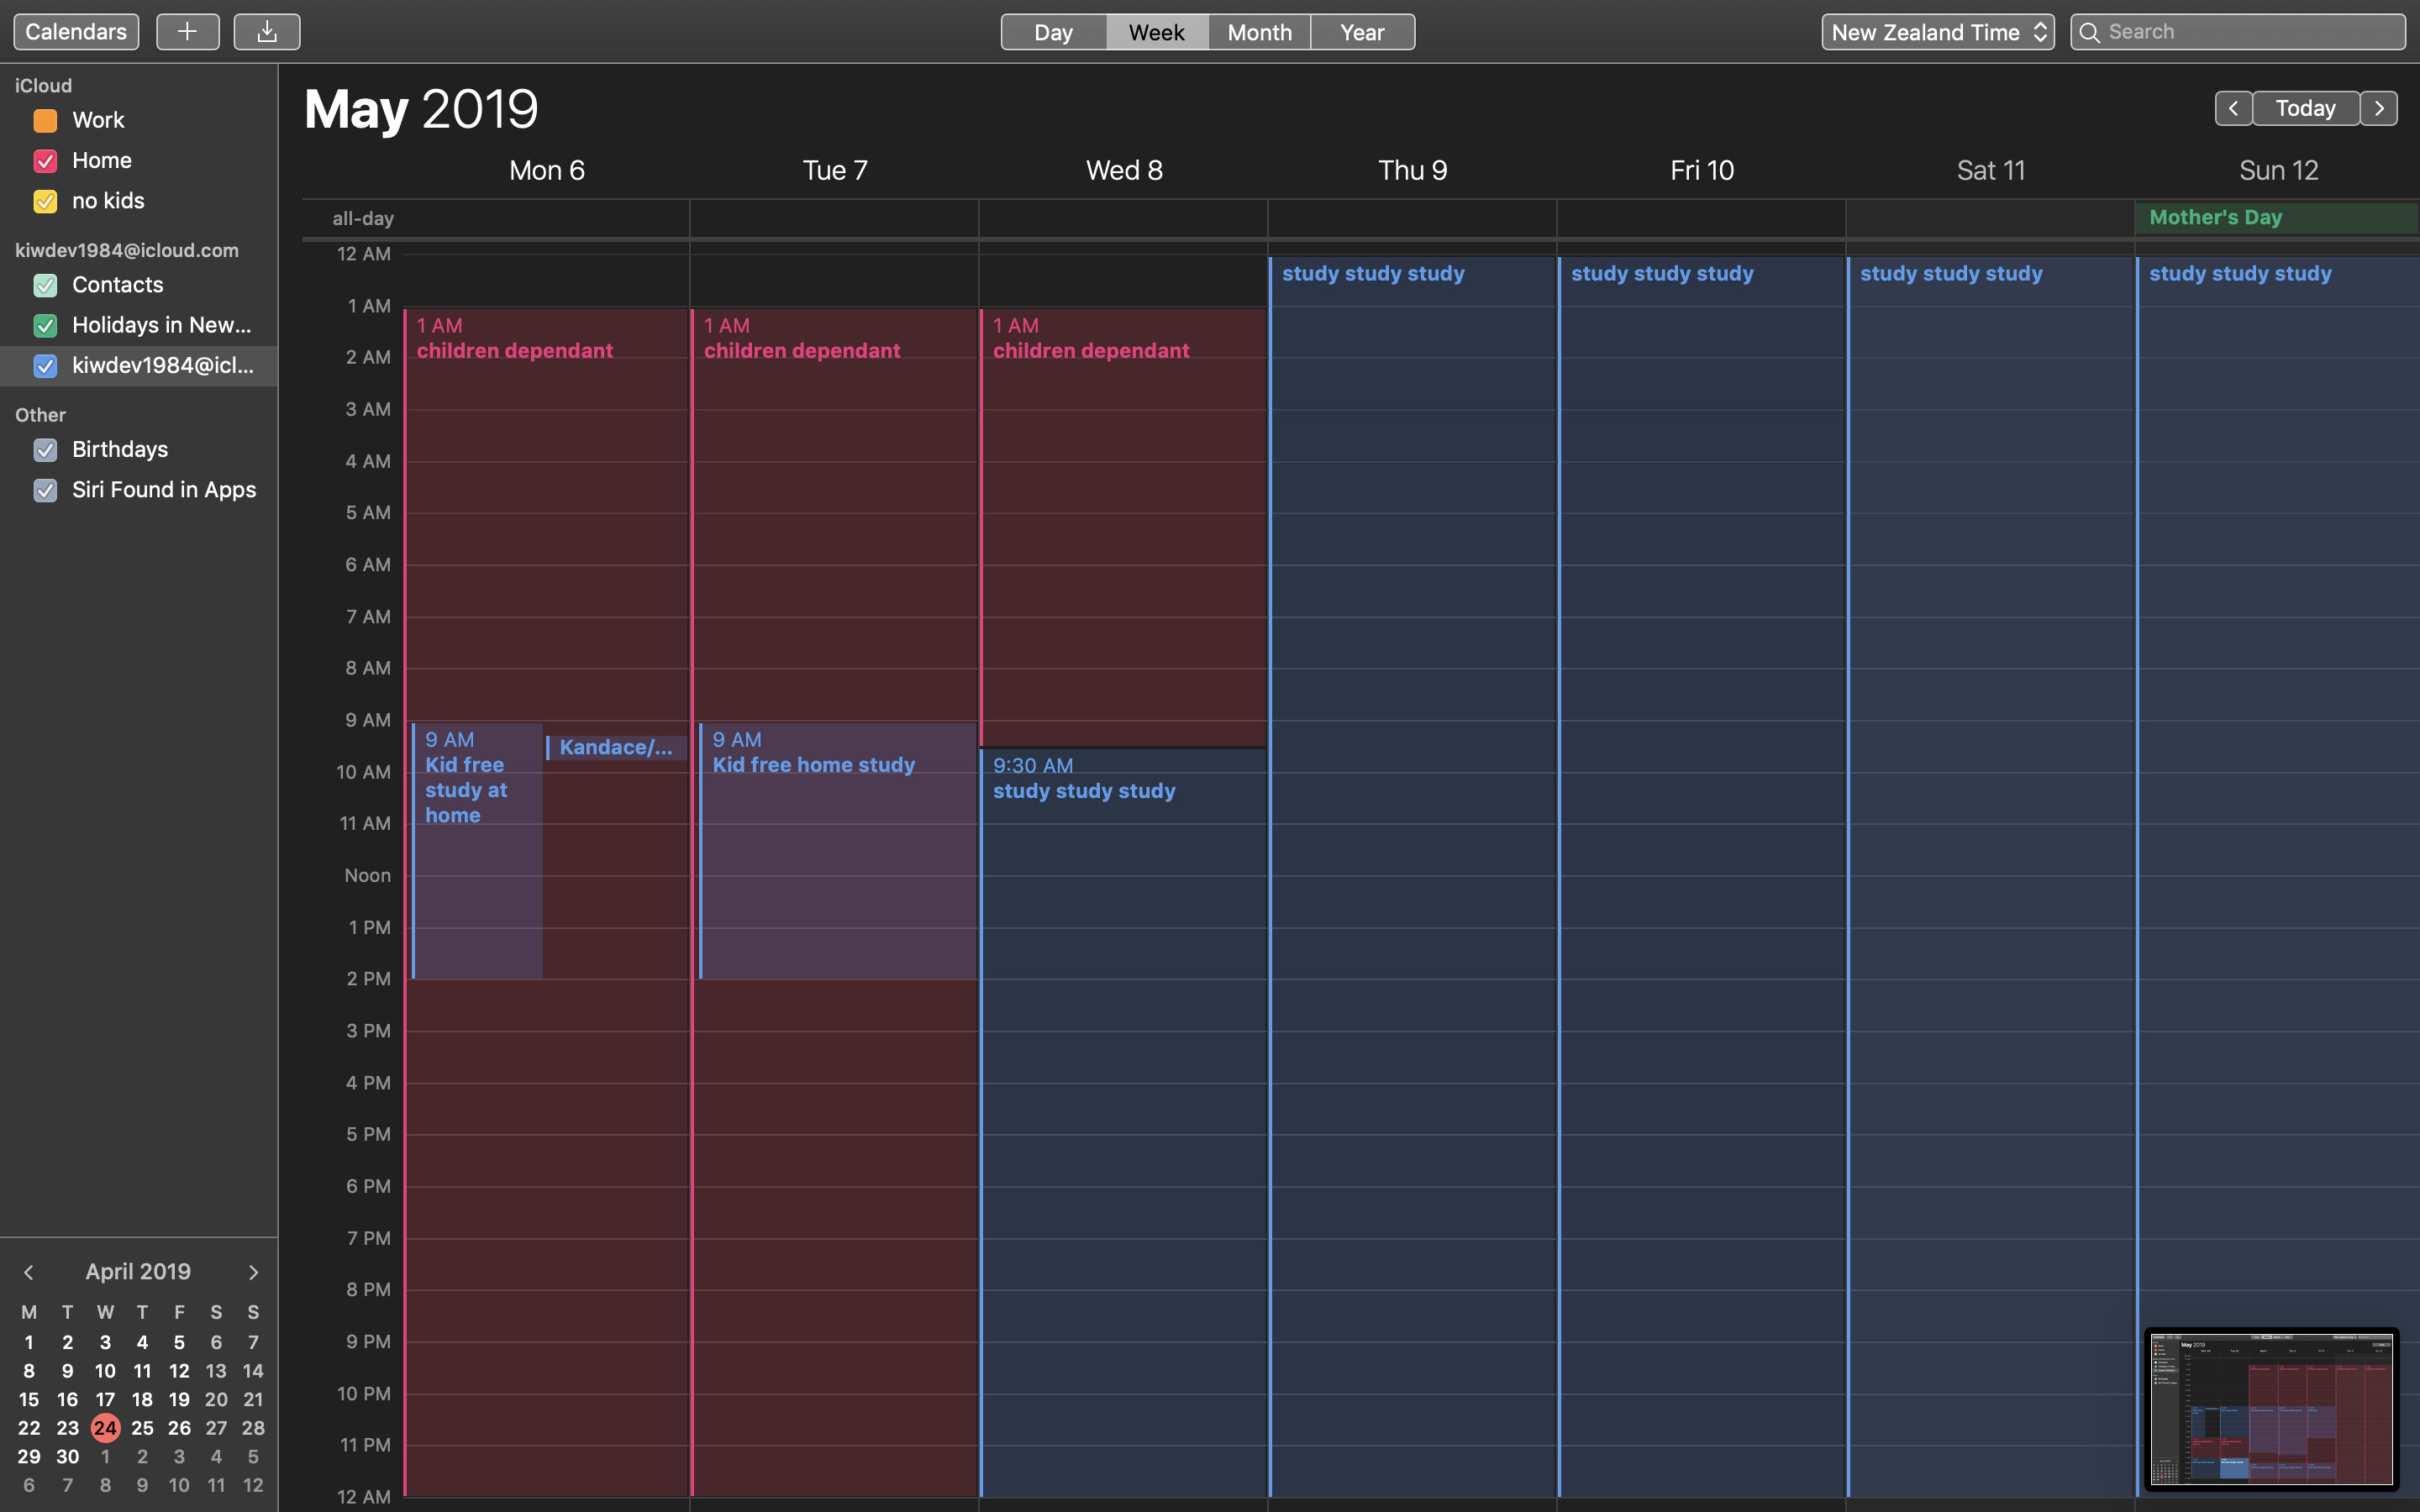 Calendars
Day Week Month Year
New Zealand Time
Search
iCloud
Work
Home
no kids
kiwdev1984@icloud.com
Contacts
Holidays in New...
kiwdev1984@icl...
Other
Birthdays
Siri Found in Apps
May 2019
Today
Mon 6 Tue 7 Wed 8 Thu 9 Fri 10 Sat 11 Sun 12
all-day
Mother's Day
12 AM
study study study
study study study
study study study
study study study
1 AM
1 AM
children dependant
1 AM
children dependant
1 AM
children dependant
2 AM
3 AM
4 AM
5 AM
6 AM
7 AM
8 AM
9 AM
9 AM
Kid free
study at
home
Kandace/...
9 AM
Kid free home study
9:30 AM
study study study
10 AM
11 AM
Noon
1 PM
2 PM
3 PM
4 PM
5 PM
6 PM
7 PM
8 PM
9 PM
10 PM
11 PM
12 AM
April 2019
M T W T F S S
1 2 3 4 5 6 7
8 9 10 11 12 13 14
15 16 17 18 19 20 21
22 23 24 25 26 27 28
29 30 1 2 3 4 5
6 7 8 9 10 11 12
May 2019